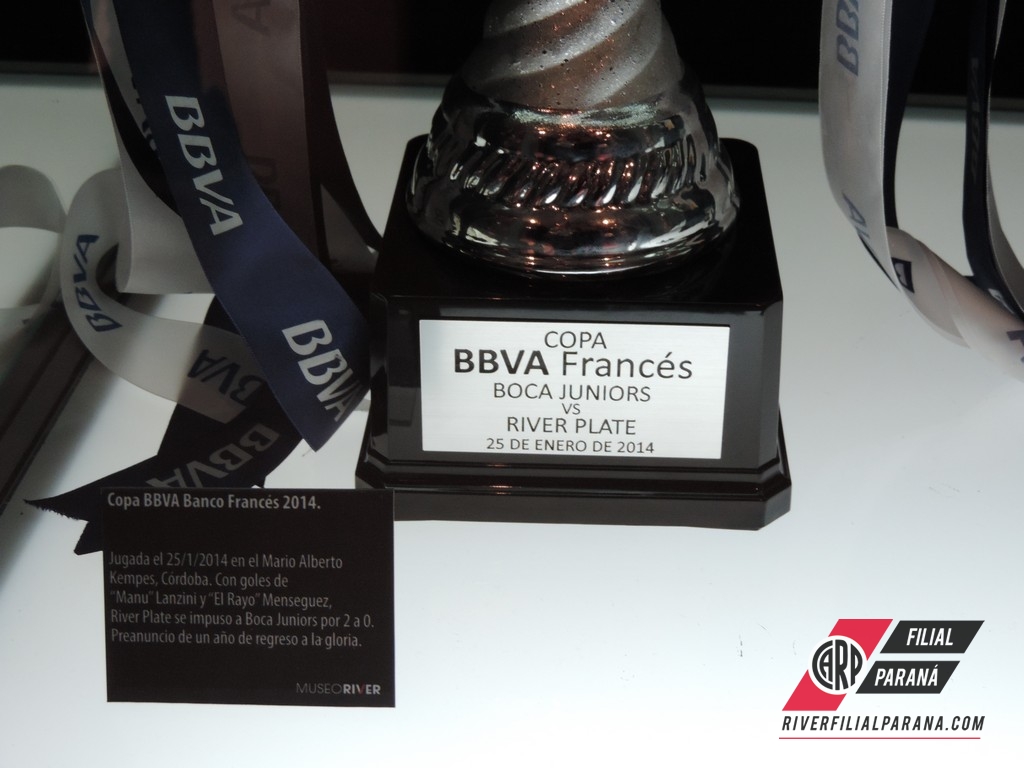 BBVA
BBVA
BBVA
BBVA
BBVA
BBVA
COPA
BBVA Francés
BOCA JUNIORS
VS
RIVER PLATE
25 DE ENERO DE 2014
Copa BBVA Banco Francés 2014.
Jugada el 25/1/2014 en el Mario Alberto
Kempes, Córdoba. Con goles de
"Manu" Lanzini y "El Rayo" Menseguez,
River Plate se impuso a Boca Juniors por 2 a 0.
Preanuncio de un año de regreso a la gloria.
MUSEORIVER
CARP
FILIAL
PARANÁ
RIVERFILIALPARANA.COM